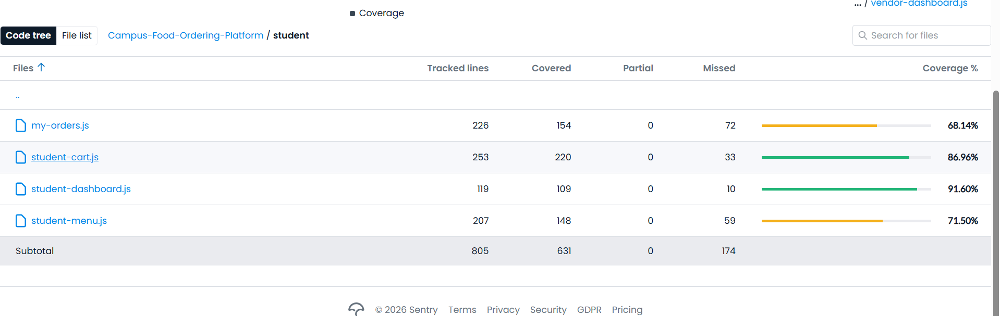 ... / vendor-dashboard.js
Coverage
Code tree File list Campus-Food-Ordering-Platform / student Search for files
Files ↑ Tracked lines Covered Partial Missed Coverage %
..
my-orders.js 226 154 0 72 68.14%
student-cart.js 253 220 0 33 86.96%
student-dashboard.js 119 109 0 10 91.60%
student-menu.js 207 148 0 59 71.50%
Subtotal 805 631 0 174
© 2026 Sentry Terms Privacy Security GDPR Pricing